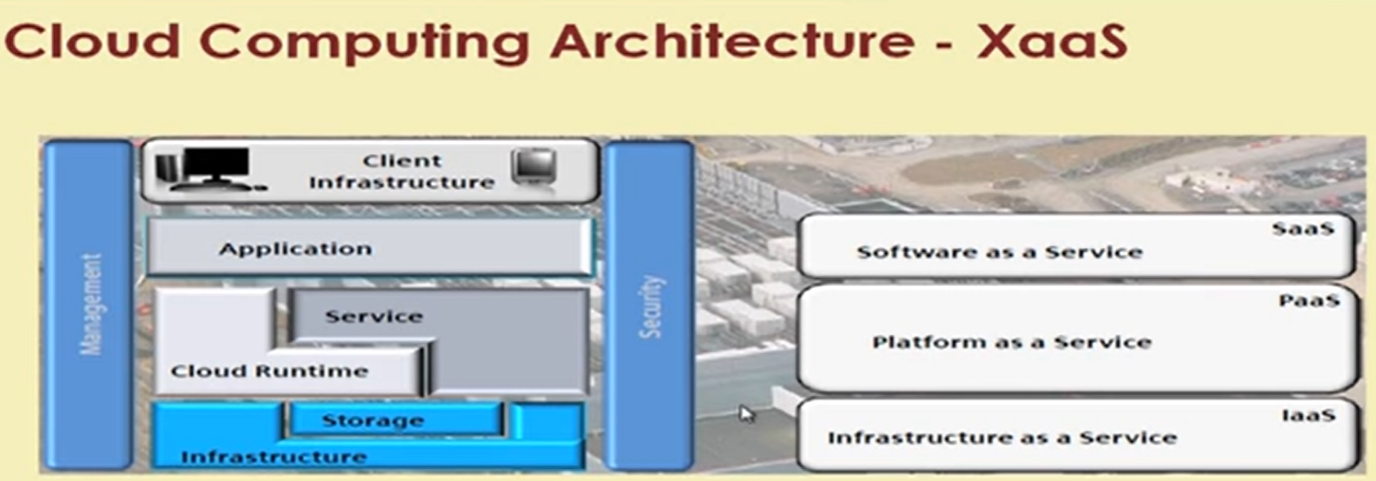 Cloud Computing Architecture - XaaS
Management
Client
Infrastructure
Application
Service
Cloud Runtime
Storage
Infrastructure
Security
SaaS
Software as a Service
PaaS
Platform as a Service
IaaS
Infrastructure as a Service